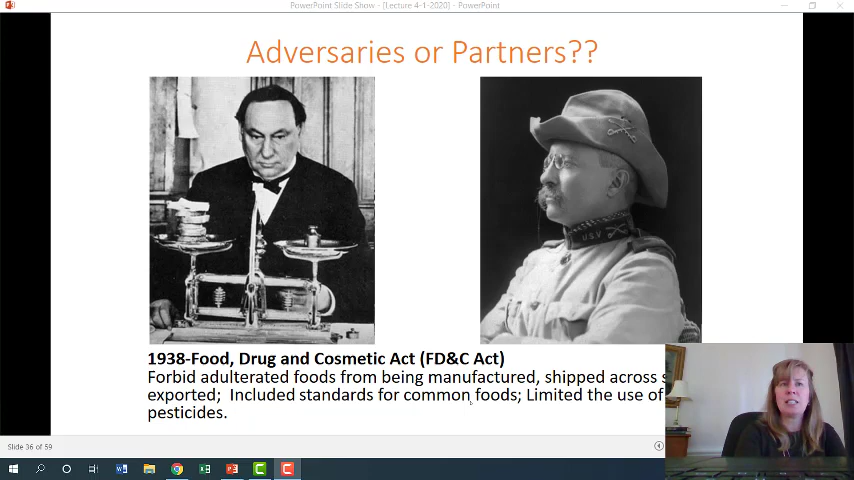 PowerPoint Slide Show - [Lecture 4-1-2020] - PowerPoint
Adversaries or Partners??
U.S.V
1938-Food, Drug and Cosmetic Act (FD&C Act)
Forbid adulterated foods from being manufactured, shipped across
exported; Included standards for common foods; Limited the use of
pesticides.
Slide 36 of 59